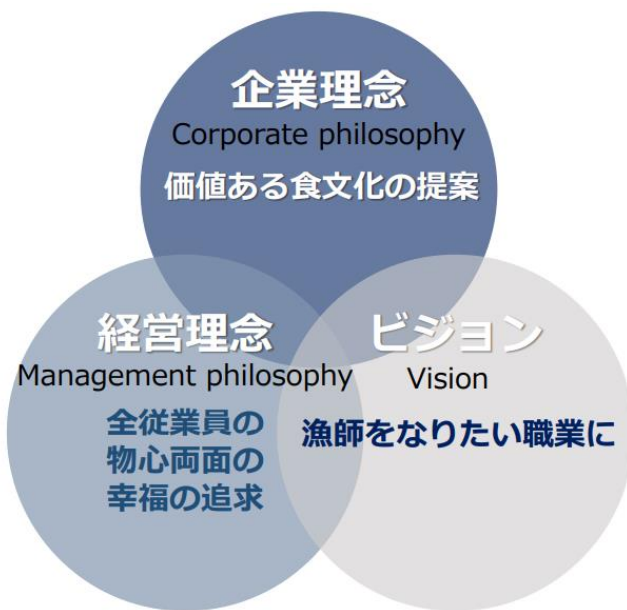 企業理念
Corporate philosophy
価値ある食文化の提案
経営理念
Management philosophy
全従業員の
物心両面の
幸福の追求
ビジョン
Vision
漁師をなりたい職業に